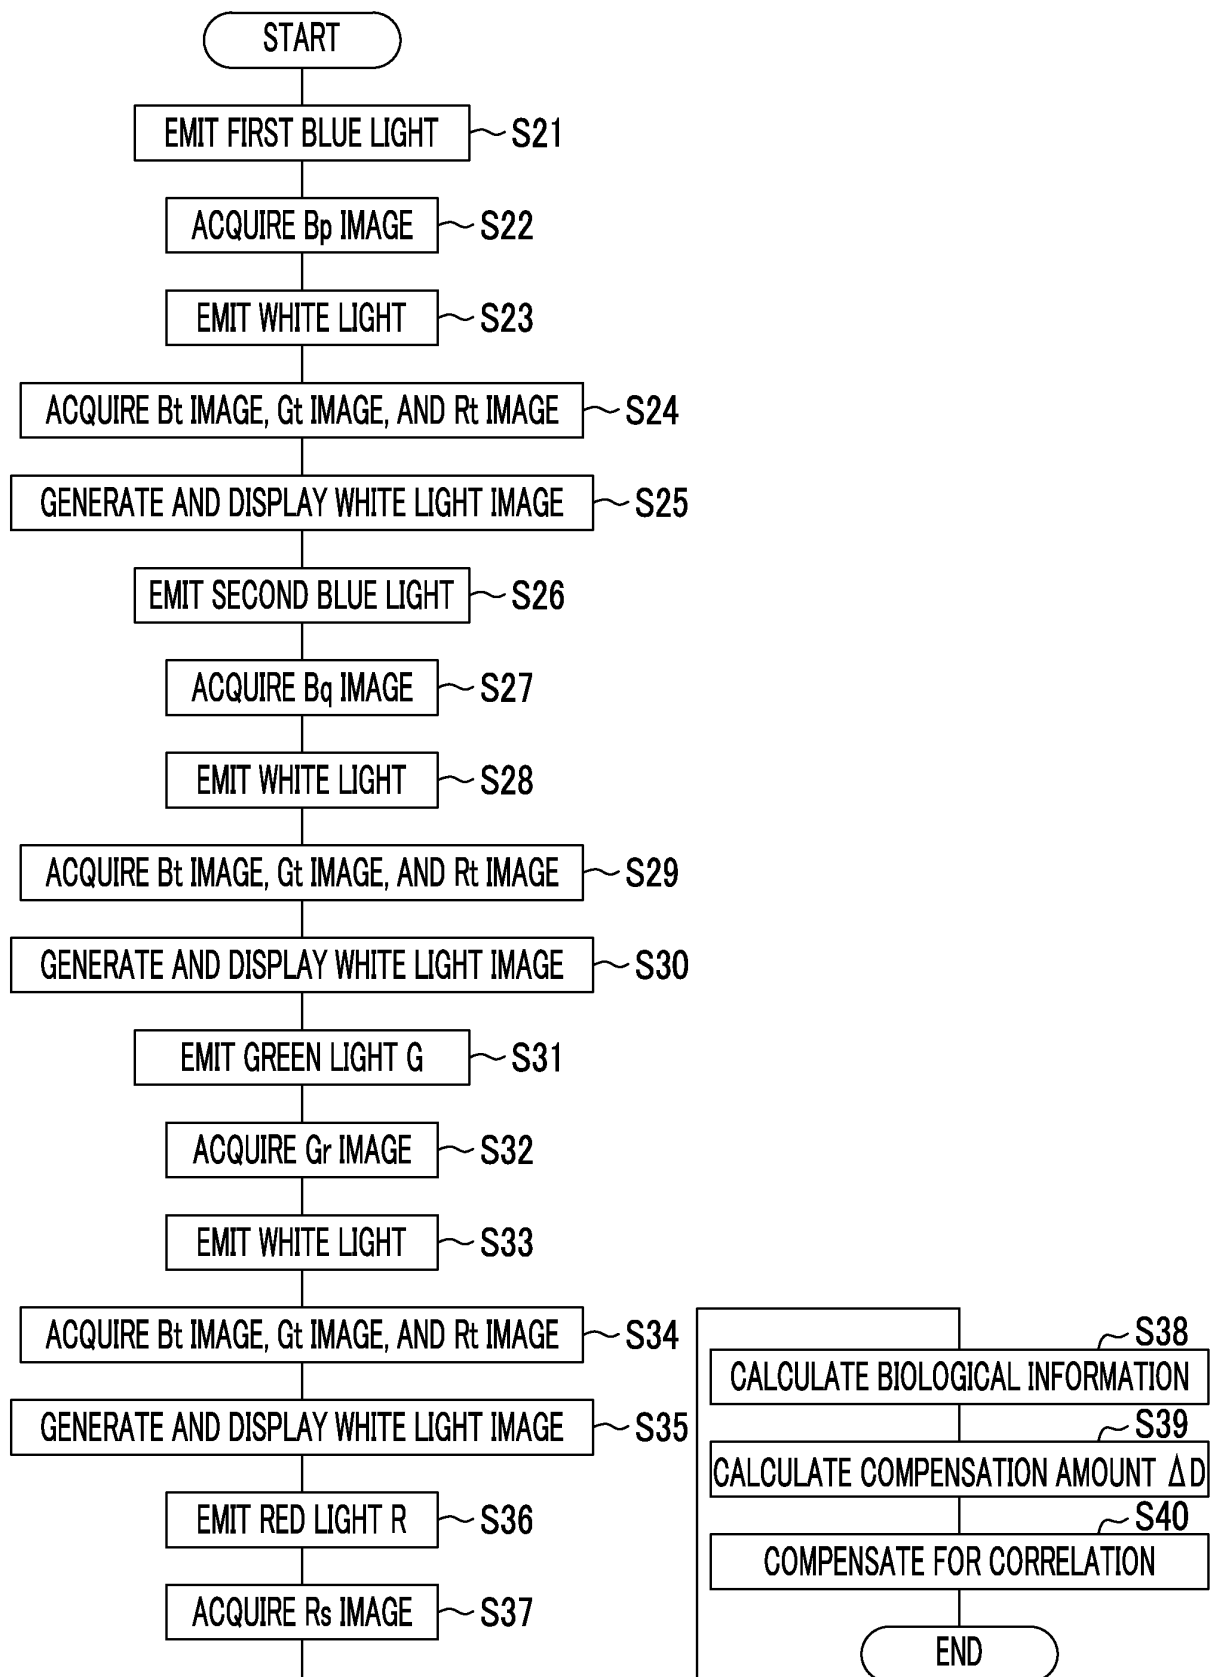 START
EMIT FIRST BLUE LIGHT S21
ACQUIRE Bp IMAGE S22
EMIT WHITE LIGHT S23
ACQUIRE Bt IMAGE, Gt IMAGE, AND Rt IMAGE S24
GENERATE AND DISPLAY WHITE LIGHT IMAGE S25
EMIT SECOND BLUE LIGHT S26
ACQUIRE Bq IMAGE S27
EMIT WHITE LIGHT S28
ACQUIRE Bt IMAGE, Gt IMAGE, AND Rt IMAGE S29
GENERATE AND DISPLAY WHITE LIGHT IMAGE S30
EMIT GREEN LIGHT G S31
ACQUIRE Gr IMAGE S32
EMIT WHITE LIGHT S33
ACQUIRE Bt IMAGE, Gt IMAGE, AND Rt IMAGE S34
GENERATE AND DISPLAY WHITE LIGHT IMAGE S35
EMIT RED LIGHT R S36
ACQUIRE Rs IMAGE S37
S38
CALCULATE BIOLOGICAL INFORMATION
S39
CALCULATE COMPENSATION AMOUNT ΔD
S40
COMPENSATE FOR CORRELATION
END